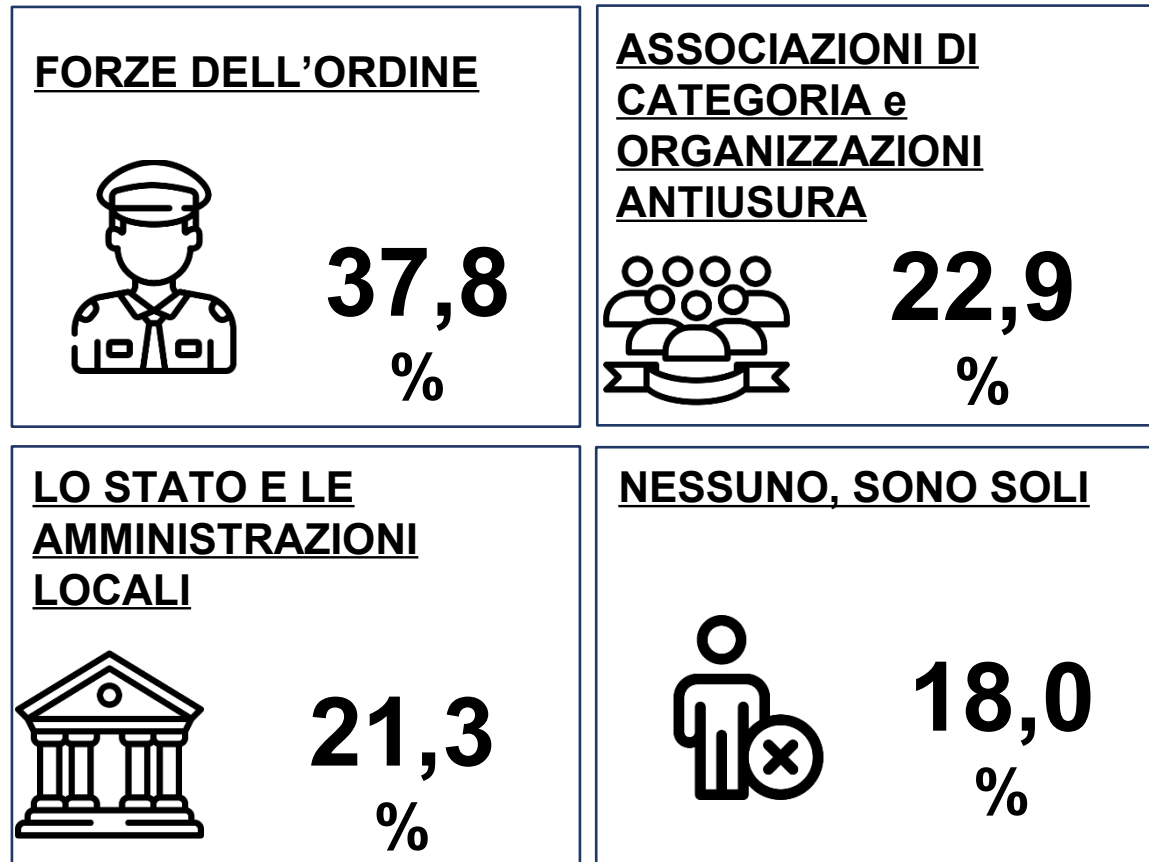 FORZE DELL’ORDINE
37,8
%
ASSOCIAZIONI DI
CATEGORIA e
ORGANIZZAZIONI
ANTIUSURA
22,9
%
LO STATO E LE
AMMINISTRAZIONI
LOCALI
21,3
%
NESSUNO, SONO SOLI
18,0
%